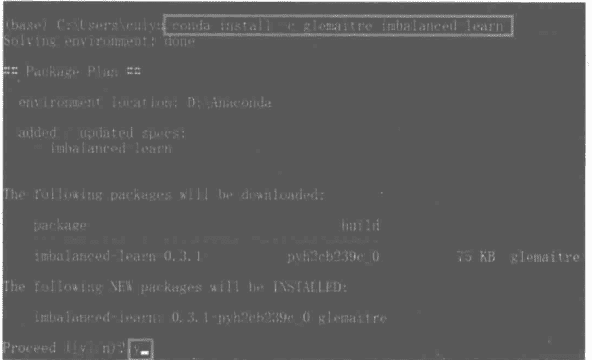 (base) C:\Users\cuiyn>conda install -c glemaitre imbalanced-learn
Solving environment: done
## Package Plan ##
environment location: D:\Anaconda
added / updated specs:
- imbalanced-learn
The following packages will be downloaded:
package build
imbalanced-learn-0.3.1 pyh2cb239c_0 75 KB glemaitre
The following NEW packages will be INSTALLED:
imbalanced-learn: 0.3.1-pyh2cb239c_0 glemaitre
Proceed ([y]/n)? y